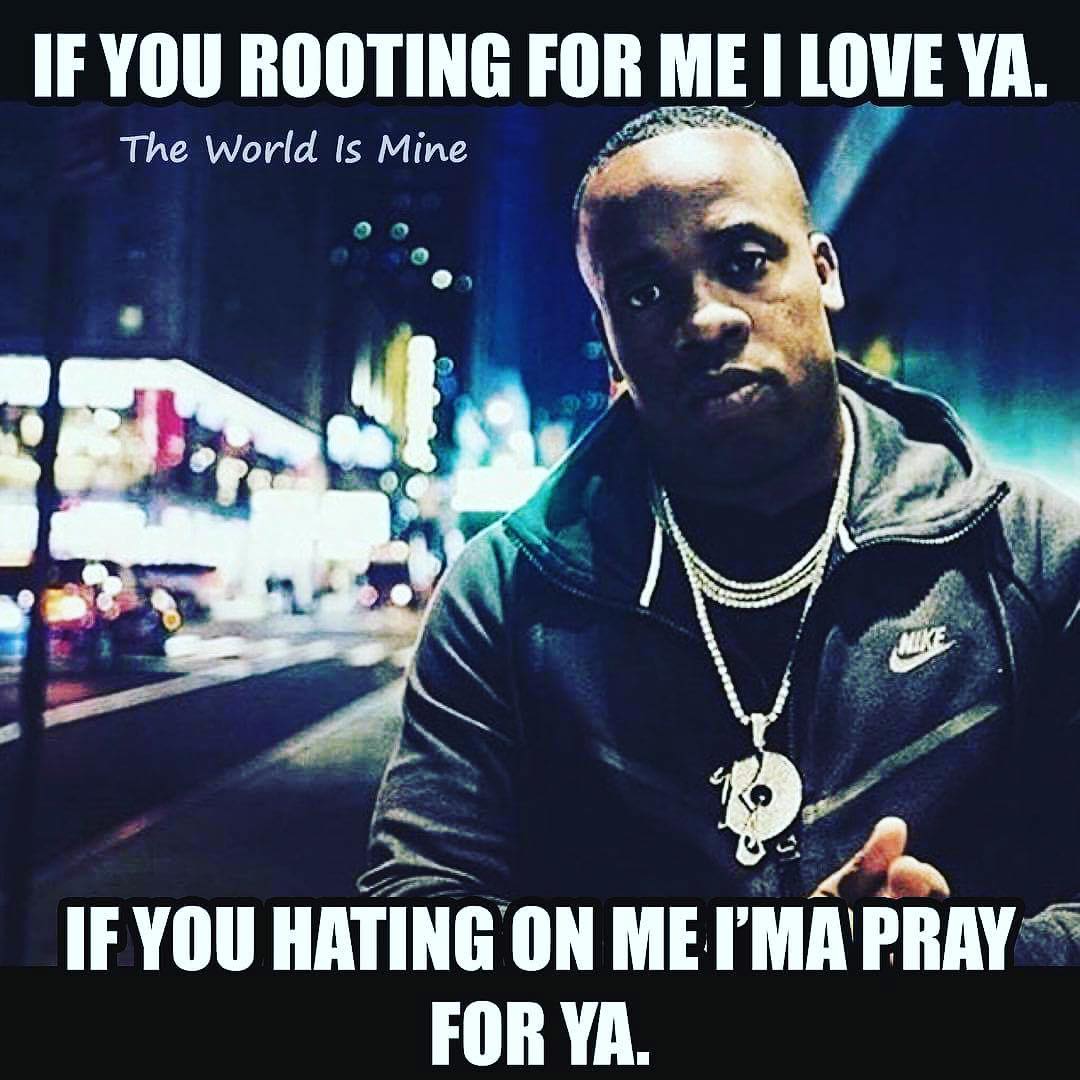 IF YOU ROOTING FOR ME I LOVE YA.
The World Is Mine
NIKE
IF YOU HATING ON ME I'MA PRAY
FOR YA.